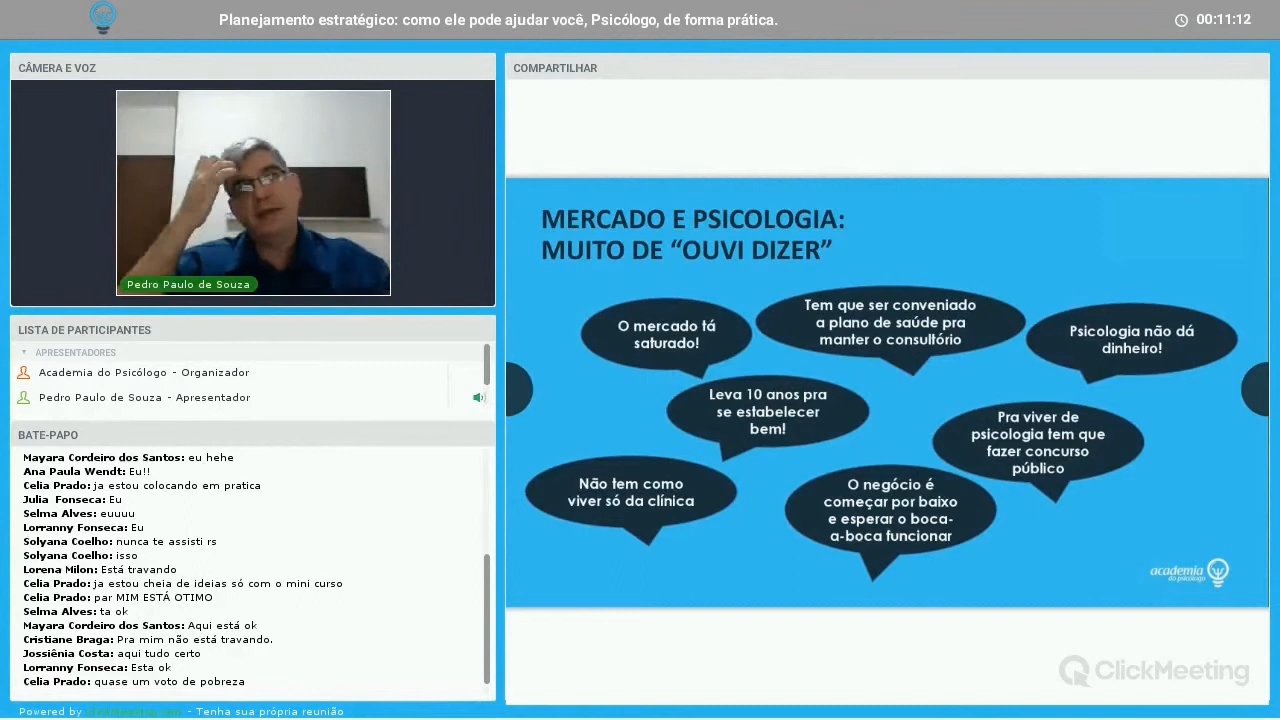 Planejamento estratégico: como ele pode ajudar você, Psicólogo, de forma prática.
00:11:12
CÂMERA E VOZ
Pedro Paulo de Souza
LISTA DE PARTICIPANTES
APRESENTADORES
Academia do Psicólogo - Organizador
Pedro Paulo de Souza - Apresentador
BATE-PAPO
Mayara Cordeiro dos Santos: eu hehe
Ana Paula Wendt: Eu!!
Celia Prado: ja estou colocando em pratica
Julia Fonseca: Eu
Selma Alves: euuuu
Lorranny Fonseca: Eu
Solyana Coelho: nunca te assisti rs
Solyana Coelho: isso
Lorena Milon: Está travando
Celia Prado: ja estou cheia de ideias só com o mini curso
Celia Prado: par MIM ESTÁ OTIMO
Selma Alves: ta ok
Mayara Cordeiro dos Santos: Aqui está ok
Cristiane Braga: Pra mim não está travando.
Jossiênia Costa: aqui tudo certo
Lorranny Fonseca: Esta ok
Celia Prado: quase um voto de pobreza
Powered by ClickMeeting.com - Tenha sua própria reunião
COMPARTILHAR
MERCADO E PSICOLOGIA:
MUITO DE “OUVI DIZER”
O mercado tá
saturado!
Tem que ser conveniado
a plano de saúde pra
manter o consultório
Psicologia não dá
dinheiro!
Leva 10 anos pra
se estabelecer
bem!
Pra viver de
psicologia tem que
fazer concurso
público
Não tem como
viver só da clínica
O negócio é
começar por baixo
e esperar o boca-
a-boca funcionar
academia
do psicólogo
ClickMeeting